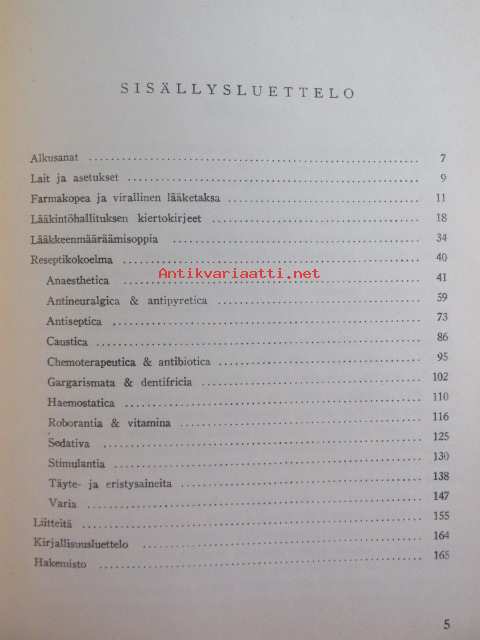 SISÄLLYSLUETTELO
Alkusanat 7
Lait ja asetukset 9
Farmakopea ja virallinen lääketaksa 11
Lääkintöhallituksen kiertokirjeet 18
Lääkkeenmääräämisoppia 34
Reseptikokoelma 40
Antikvariaatti.net
Anaesthetica 41
Antineuralgica & antipyretica 59
Antiseptica 73
Caustica 86
Chemoterapeutica & antibiotica 95
Gargarismata & dentifricia 102
Haemostatica 110
Roborantia & vitamina 116
Sedativa 125
Stimulantia 130
Täyte- ja eristysaineita 138
Varia 147
Liitteitä 155
Kirjallisuusluettelo 164
Hakemisto 165
5